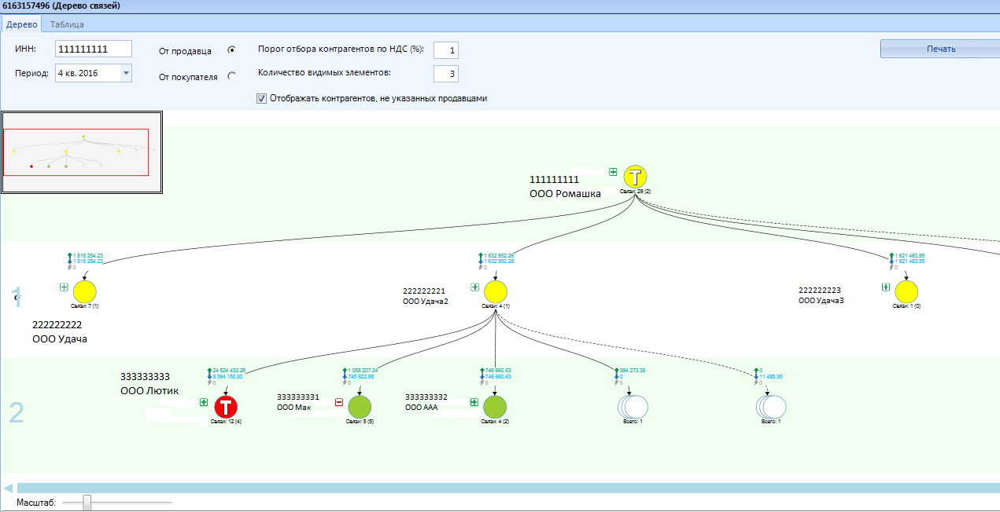 6163157496 (Дерево связей)
Дерево Таблица
ИНН: 111111111 От продавца Порог отбора контрагентов по НДС (%): 1 Печать
Период: 4 кв. 2016 От покупателя Количество видимых элементов: 3
Отображать контрагентов, не указанных продавцами
111111111
ООО Ромашка
T
Связи: 29 (2)
1
1 815 254.23
1 815 254.23
0
Связи: 7 (1)
222222222
ООО Удача
1 632 952.28
1 632 952.28
0
222222221
ООО Удача2
Связи: 4 (1)
1 621 463.95
1 621 463.95
0
222222223
ООО Удача3
Связи: 1 (0)
2
24 524 433.26
8 394 150.80
0
333333333
ООО Лютик
T
Связи: 12 (4)
1 058 207.04
745 922.98
0
333333331
ООО Мак
Связи: 5 (5)
746 660.63
746 660.63
0
333333332
ООО ААА
Связи: 4 (2)
394 273.35
0
0
Всего: 1
0
11 485.35
0
Всего: 1
Масштаб: